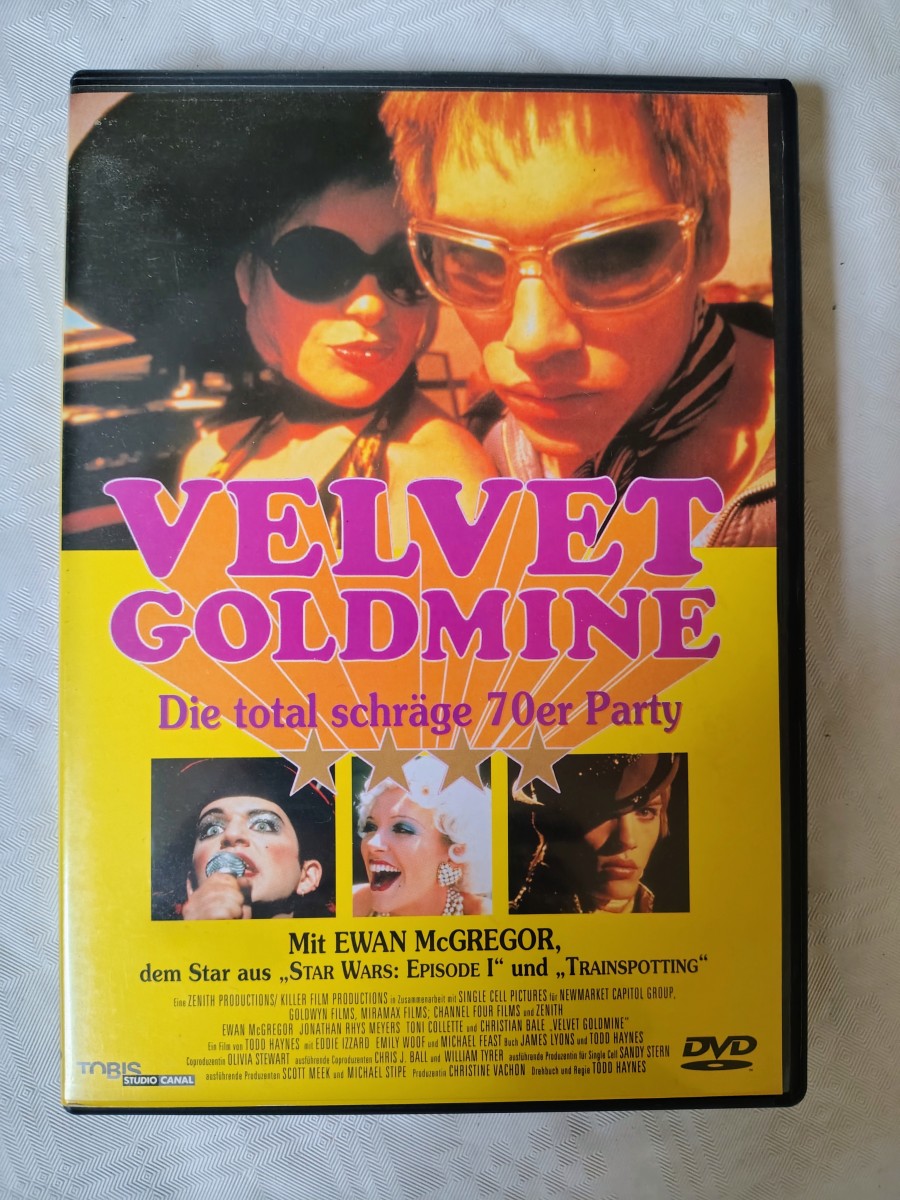 VELVET
GOLDMINE
Die total schräge 70er Party
Mit EWAN McGREGOR,
dem Star aus „STAR WARS: EPISODE I" und „TRAINSPOTTING"
Eine ZENITH PRODUCTIONS/ KILLER FILM PRODUCTIONS in Zusammenarbeit mit SINGLE CELL PICTURES für NEWMARKET CAPITOL GROUP,
GOLDWYN FILMS, MIRAMAX FILMS; CHANNEL FOUR FILMS und ZENITH
EWAN McGREGOR JONATHAN RHYS MEYERS TONI COLLETTE und CHRISTIAN BALE „VELVET GOLDMINE"
Ein Film von TODD HAYNES mit EDDIE IZZARD EMILY WOOF und MICHAEL FEAST Buch JAMES LYONS und TODD HAYNES
Coproduzentin OLIVIA STEWART ausführende Coproduzenten CHRIS J. BALL und WILLIAM TYRER ausführende Produzentin für Single Cell SANDY STERN
ausführende Produzenten SCOTT MEEK und MICHAEL STIPE Produzentin CHRISTINE VACHON Drehbuch und Regie TODD HAYNES
TOBIS
STUDIO CANAL
DVD